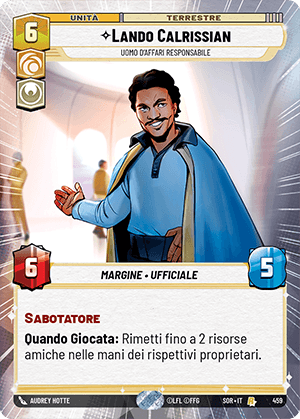 6
UNITÀ
TERRESTRE
LANDO CALRISSIAN
UOMO D'AFFARI RESPONSABILE
6
MARGINE • UFFICIALE
5
SABOTATORE
Quando Giocata: Rimetti fino a 2 risorse
amiche nelle mani dei rispettivi proprietari.
AUDREY HOTTE
©LFL ©FFG
SOR • IT
459